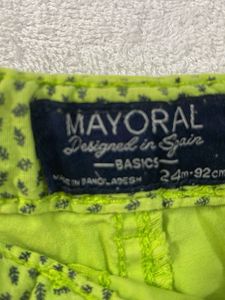 MAYORAL
Designed in Spain
BASICS
MADE IN BANGLADESH 24m-92cm